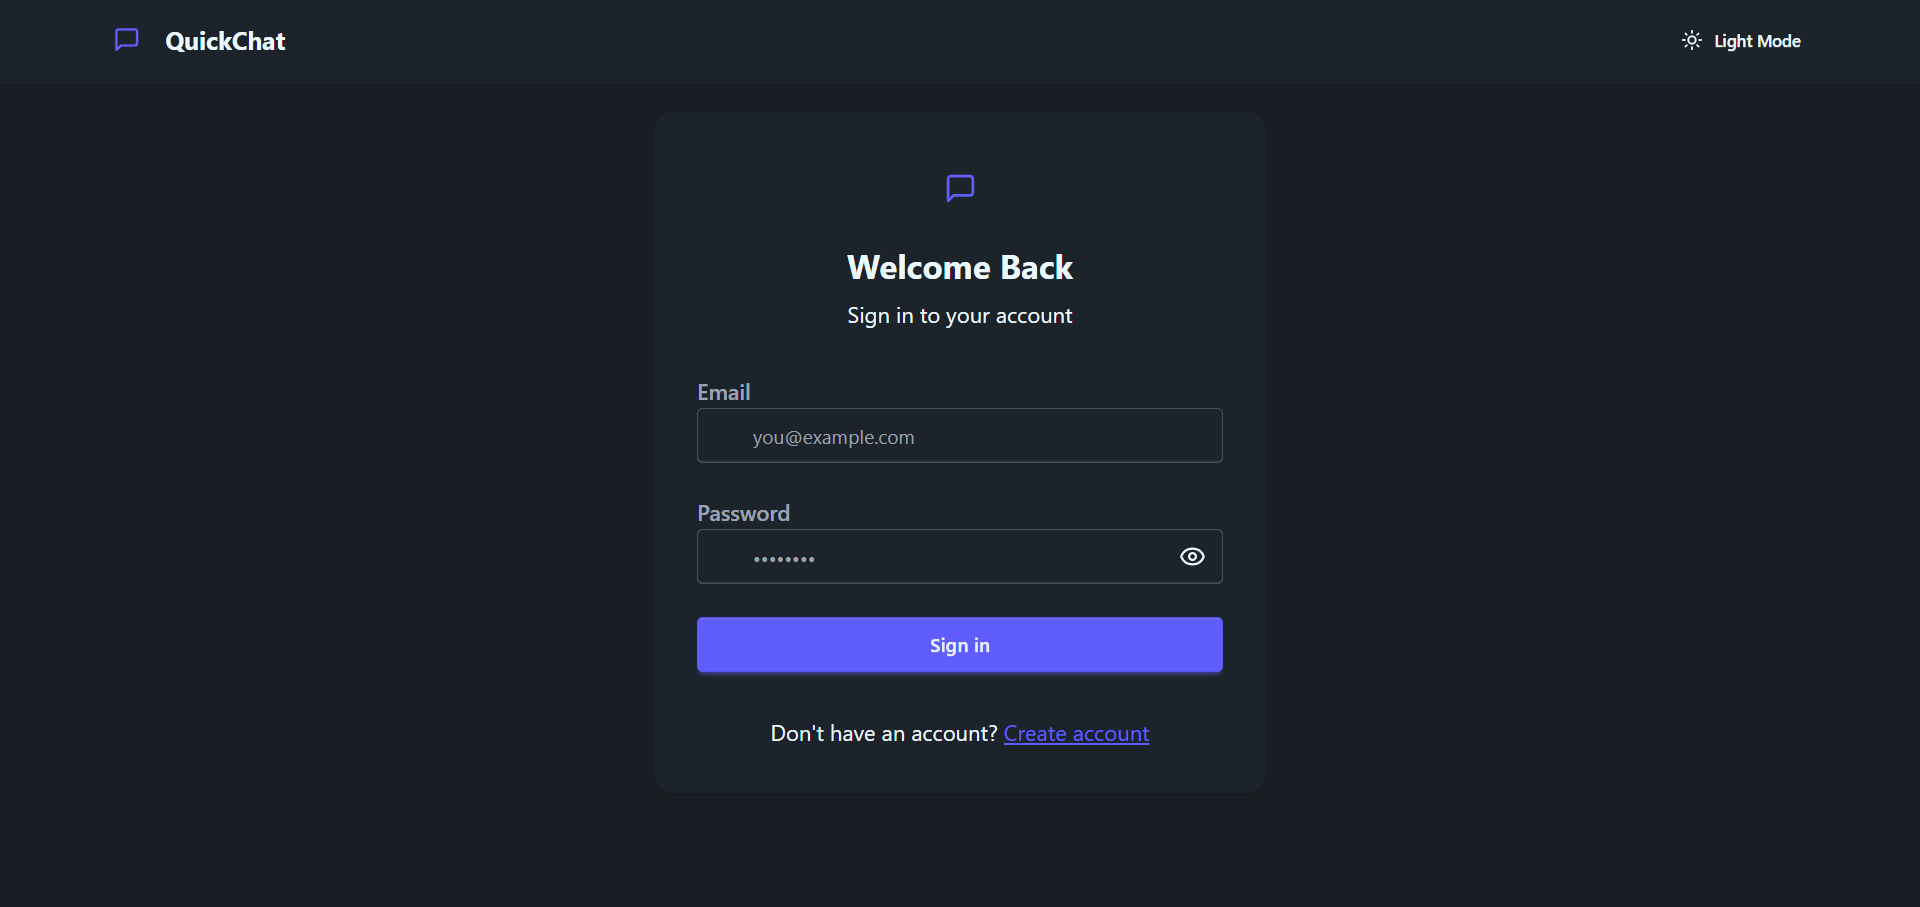 QuickChat
Light Mode
Welcome Back
Sign in to your account
Email
you@example.com
Password
••••••••
Sign in
Don't have an account? Create account